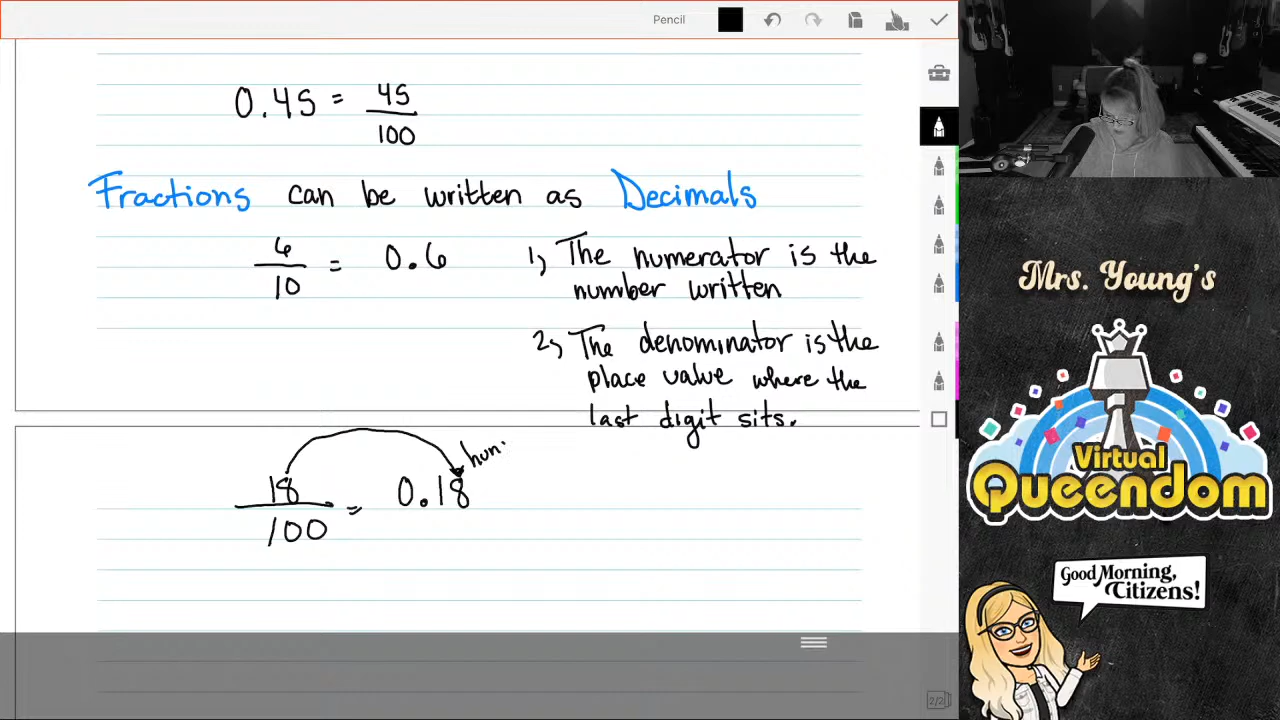 Pencil
0.45 = 45/100
Fractions can be written as Decimals
6/10 = 0.6
1, The numerator is the
number written
2, The denominator is the
place value where the
last digit sits.
hun
18/100 = 0.18
2/2
Mrs. Young's
Virtual
Queendom
Good Morning,
Citizens!